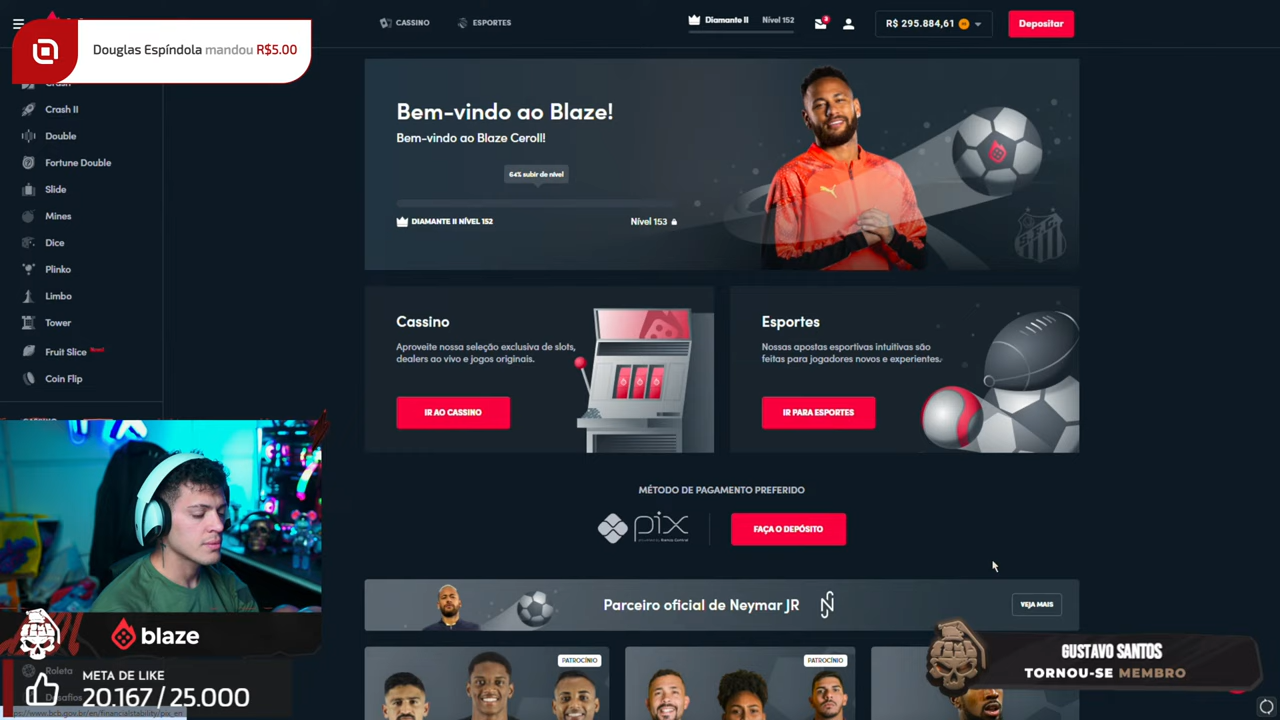 Douglas Espíndola mandou R$5.00
CASSINO
ESPORTES
Diamante II
Nível 152
R$ 295.884,61
Depositar
Crash
Crash II
Double
Fortune Double
Slide
Mines
Dice
Plinko
Limbo
Tower
Fruit Slice
Coin Flip
Bem-vindo ao Blaze!
Bem-vindo ao Blaze Ceroll!
64% subir de nível
DIAMANTE II NÍVEL 152
Nível 153
Cassino
Aproveite nossa seleção exclusiva de slots,
dealers ao vivo e jogos originais.
IR AO CASSINO
Esportes
Nossas apostas esportivas intuitivas são
feitas para jogadores novos e experientes.
IR PARA ESPORTES
MÉTODO DE PAGAMENTO PREFERIDO
pix
FAÇA O DEPÓSITO
Parceiro oficial de Neymar JR
VEJA MAIS
PATROCÍNIO
PATROCÍNIO
blaze
Roleta
Desafios
META DE LIKE
20.167 / 25.000
GUSTAVO SANTOS
TORNOU-SE MEMBRO